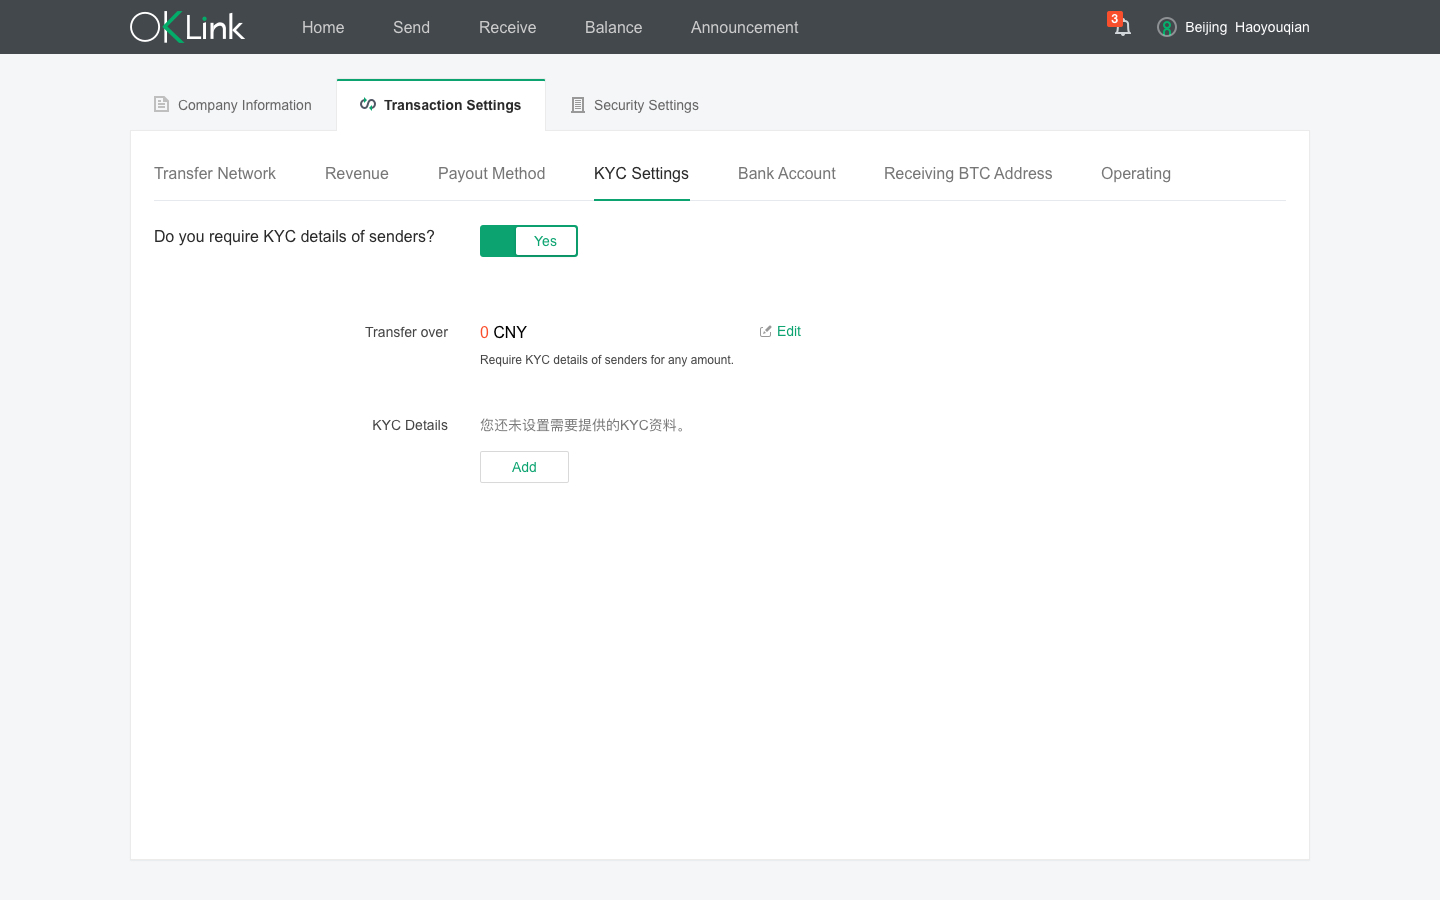 OKLink Home Send Receive Balance Announcement 3 Beijing Haoyouqian
Company Information Transaction Settings Security Settings
Transfer Network Revenue Payout Method KYC Settings Bank Account Receiving BTC Address Operating
Do you require KYC details of senders? Yes
Transfer over 0 CNY Edit
Require KYC details of senders for any amount.
KYC Details 您还未设置需要提供的KYC资料。
Add